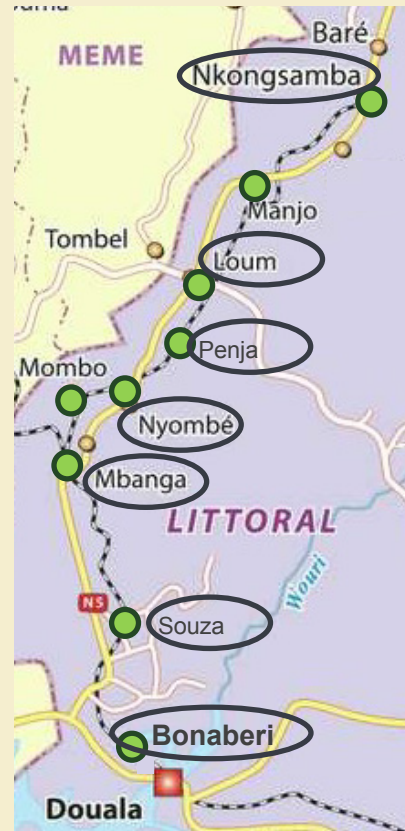 Baré
MEME
Nkongsamba
Manjo
Tombel
Loum
Penja
Mombo
Nyombé
Mbanga
LITTORAL
Wouri
N5
Souza
Bonaberi
Douala